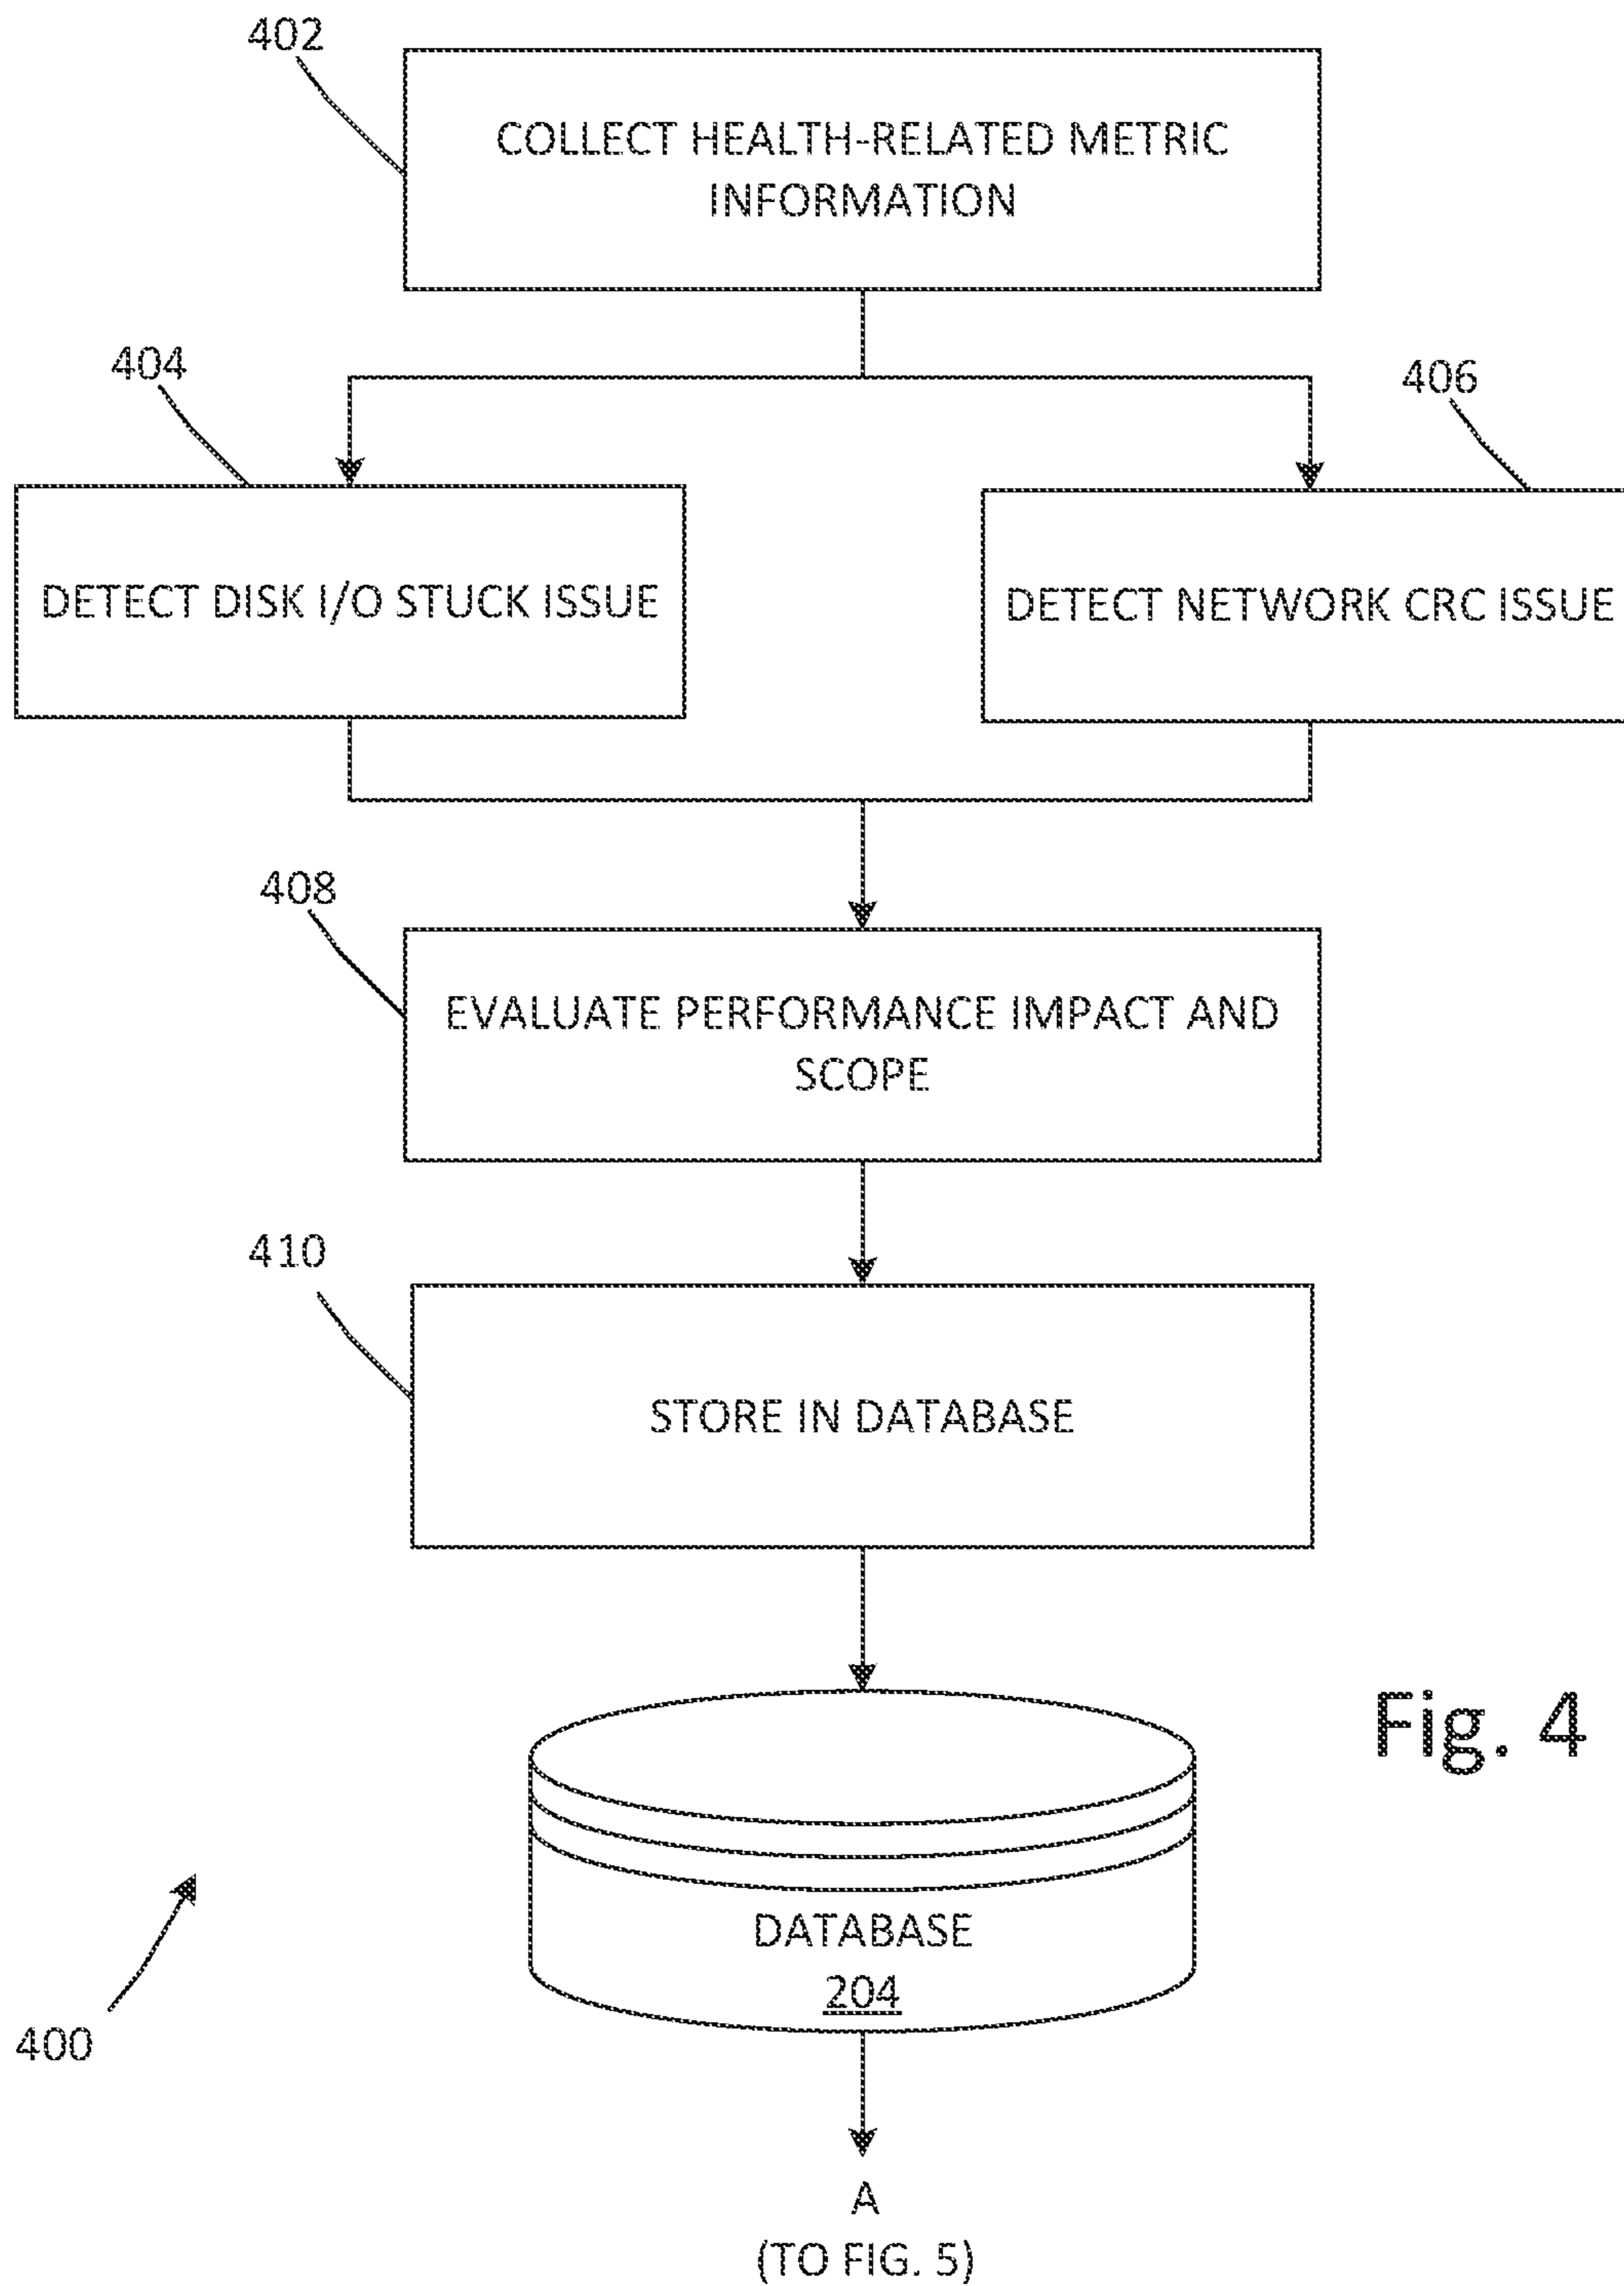 402
COLLECT HEALTH-RELATED METRIC
INFORMATION
404
406
DETECT DISK I/O STUCK ISSUE
DETECT NETWORK CRC ISSUE
408
EVALUATE PERFORMANCE IMPACT AND
SCOPE
410
STORE IN DATABASE
Fig. 4
DATABASE
204
400
A
(TO FIG. 5)